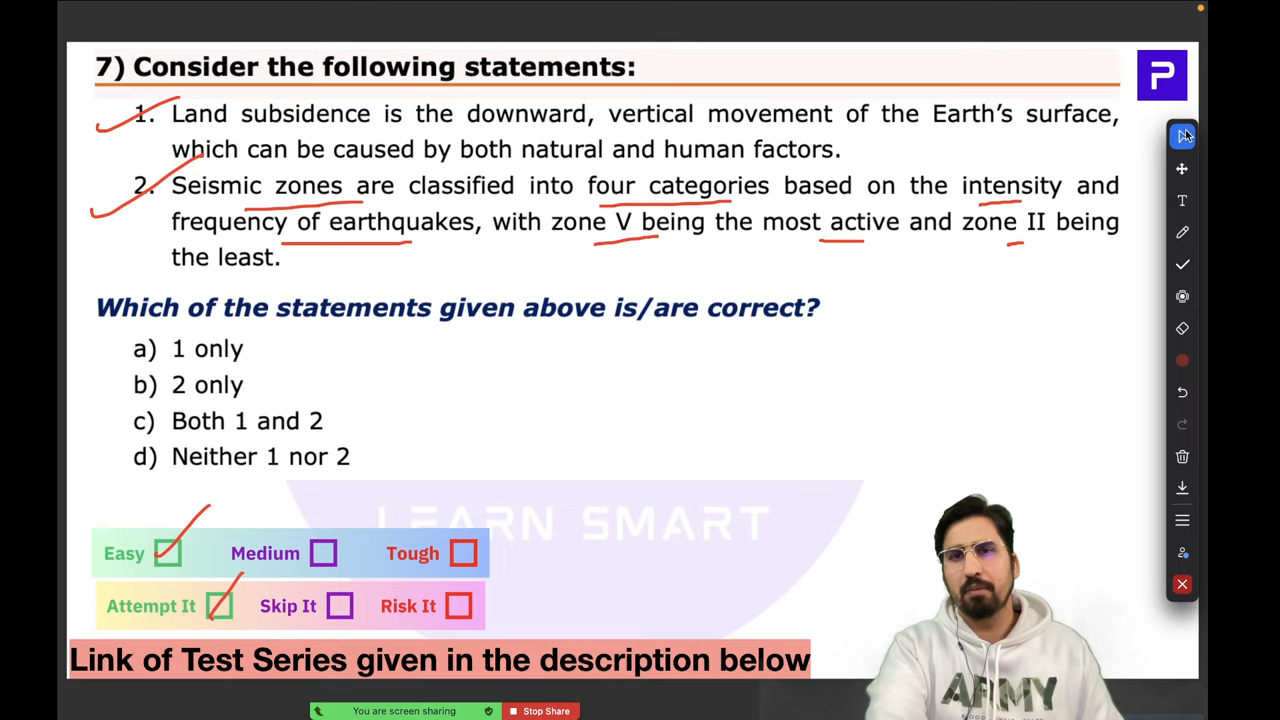 7) Consider the following statements:
1. Land subsidence is the downward, vertical movement of the Earth’s surface,
which can be caused by both natural and human factors.
2. Seismic zones are classified into four categories based on the intensity and
frequency of earthquakes, with zone V being the most active and zone II being
the least.
Which of the statements given above is/are correct?
a) 1 only
b) 2 only
c) Both 1 and 2
d) Neither 1 nor 2
LEARN SMART
Easy Medium Tough
Attempt It Skip It Risk It
Link of Test Series given in the description below
ARMY
You are screen sharing Stop Share